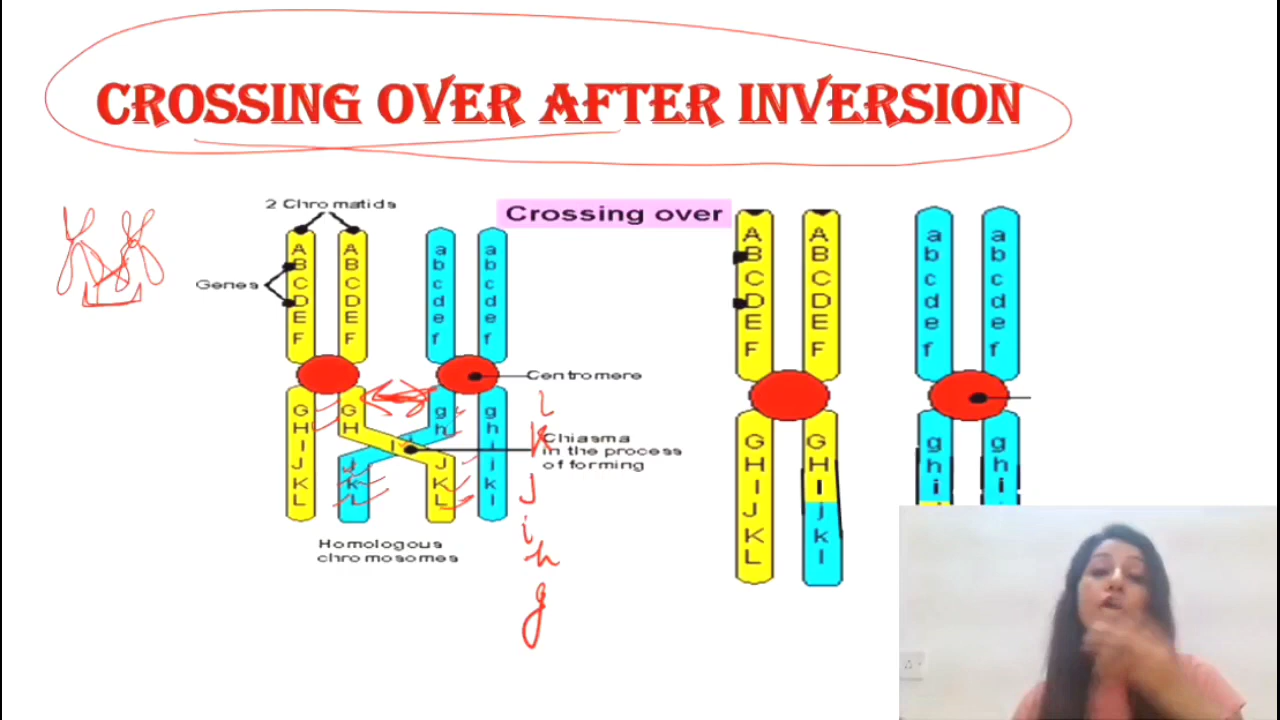 CROSSING OVER AFTER INVERSION
2 Chromatids
Crossing over
Genes
A
B
C
D
E
F
A
B
C
D
E
F
a
b
c
d
e
f
a
b
c
d
e
f
Centromere
G
H
I
J
K
L
G
H
I
J
K
L
g
h
j
k
L
g
h
j
k
l
Chiasma
in the process
of forming
Homologous
chromosomes
l
K
j
i
h
g
A
B
C
D
E
F
A
B
C
D
E
F
a
b
c
d
e
f
a
b
c
d
e
f
G
H
I
J
K
L
G
H
I
j
k
l
g
h
i
g
h
i